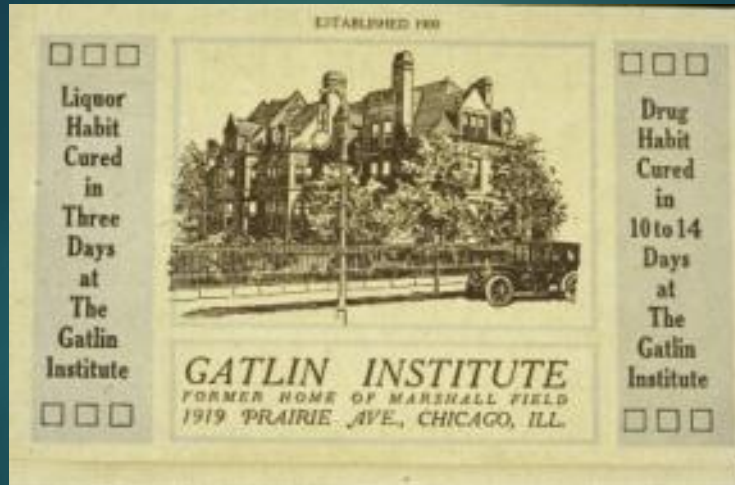 ESTABLISHED 1900
Liquor
Habit
Cured
in
Three
Days
at
The
Gatlin
Institute
GATLIN INSTITUTE
FORMER HOME OF MARSHALL FIELD
1919 PRAIRIE AVE., CHICAGO, ILL.
Drug
Habit
Cured
in
10 to 14
Days
at
The
Gatlin
Institute